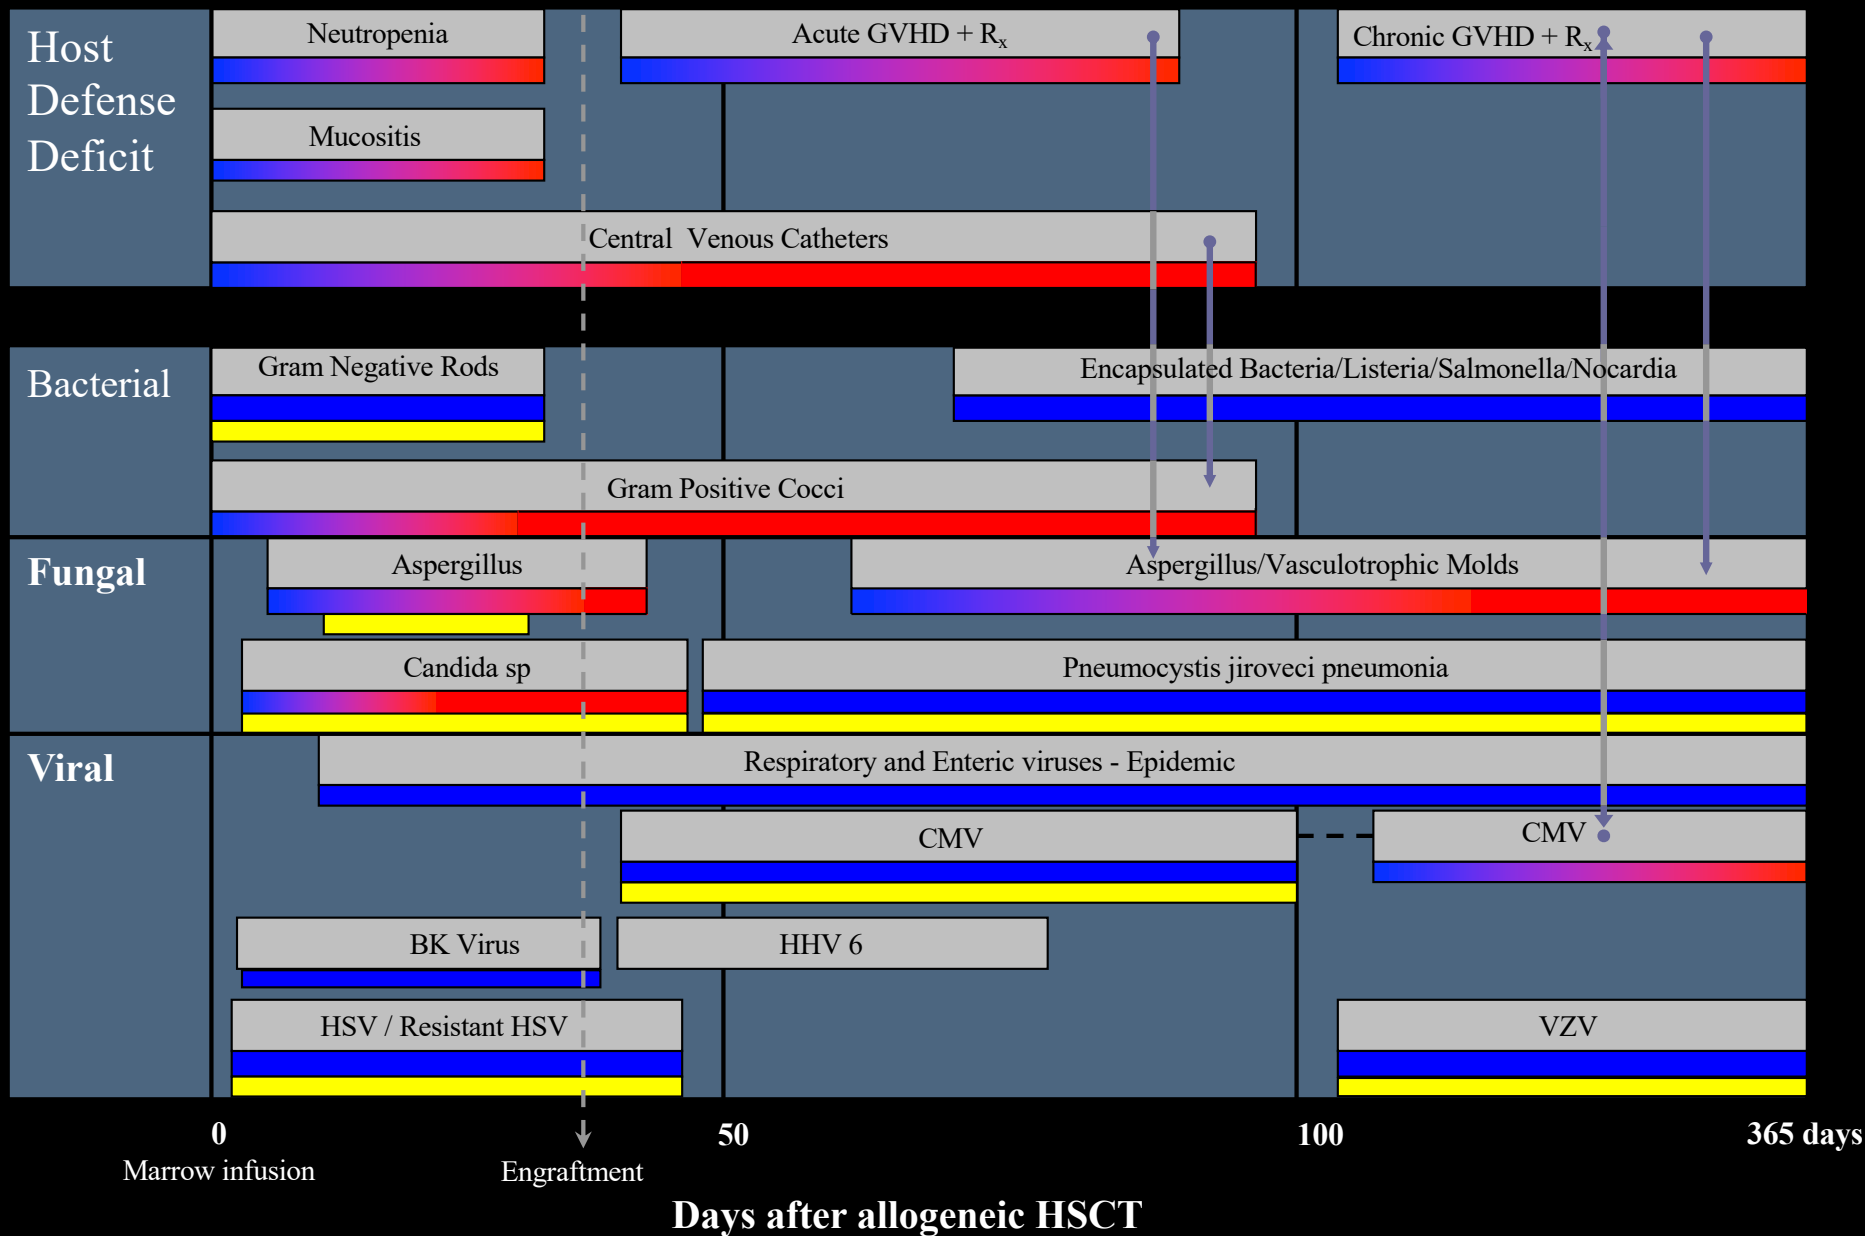 Host
Defense
Deficit
Neutropenia
Acute GVHD + Rx
Chronic GVHD + Rx
Mucositis
Central Venous Catheters
Bacterial
Gram Negative Rods
Encapsulated Bacteria/Listeria/Salmonella/Nocardia
Gram Positive Cocci
Fungal
Aspergillus
Aspergillus/Vasculotrophic Molds
Candida sp
Pneumocystis jiroveci pneumonia
Viral
Respiratory and Enteric viruses - Epidemic
CMV
CMV
BK Virus
HHV 6
HSV / Resistant HSV
VZV
0
50
100
365 days
Marrow infusion
Engraftment
Days after allogeneic HSCT